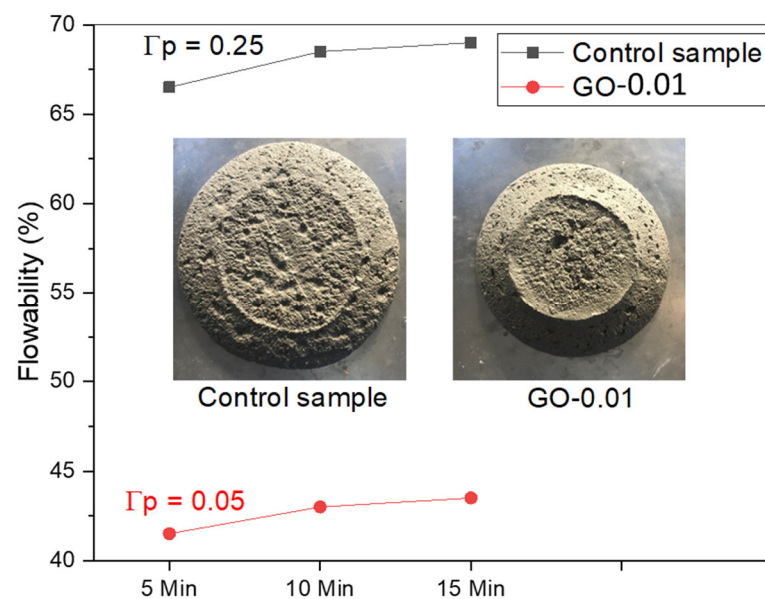 70
65
60
55
50
45
40
Flowability (%)
Γp = 0.25
Control sample
GO-0.01
Control sample
GO-0.01
Γp = 0.05
5 Min
10 Min
15 Min